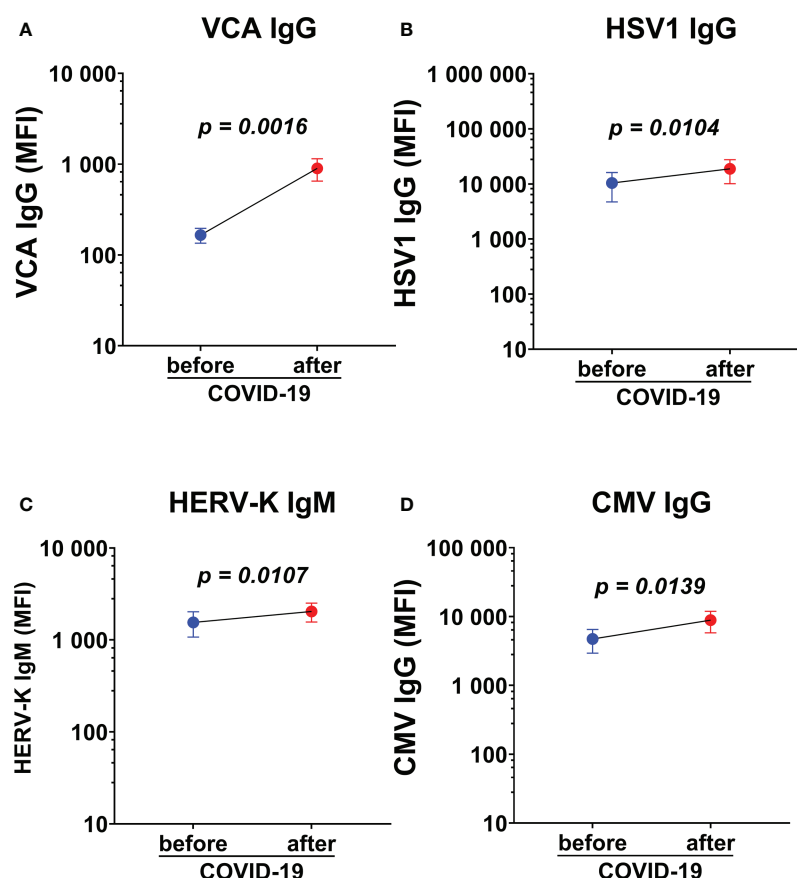 A
VCA IgG
VCA IgG (MFI)
10 000
1 000
100
10
p = 0.0016
before
after
COVID-19
B
HSV1 IgG
HSV1 IgG (MFI)
1 000 000
100 000
10 000
1 000
100
10
p = 0.0104
before
after
COVID-19
C
HERV-K IgM
HERV-K IgM (MFI)
10 000
1 000
100
10
p = 0.0107
before
after
COVID-19
D
CMV IgG
CMV IgG (MFI)
100 000
10 000
1 000
100
10
p = 0.0139
before
after
COVID-19